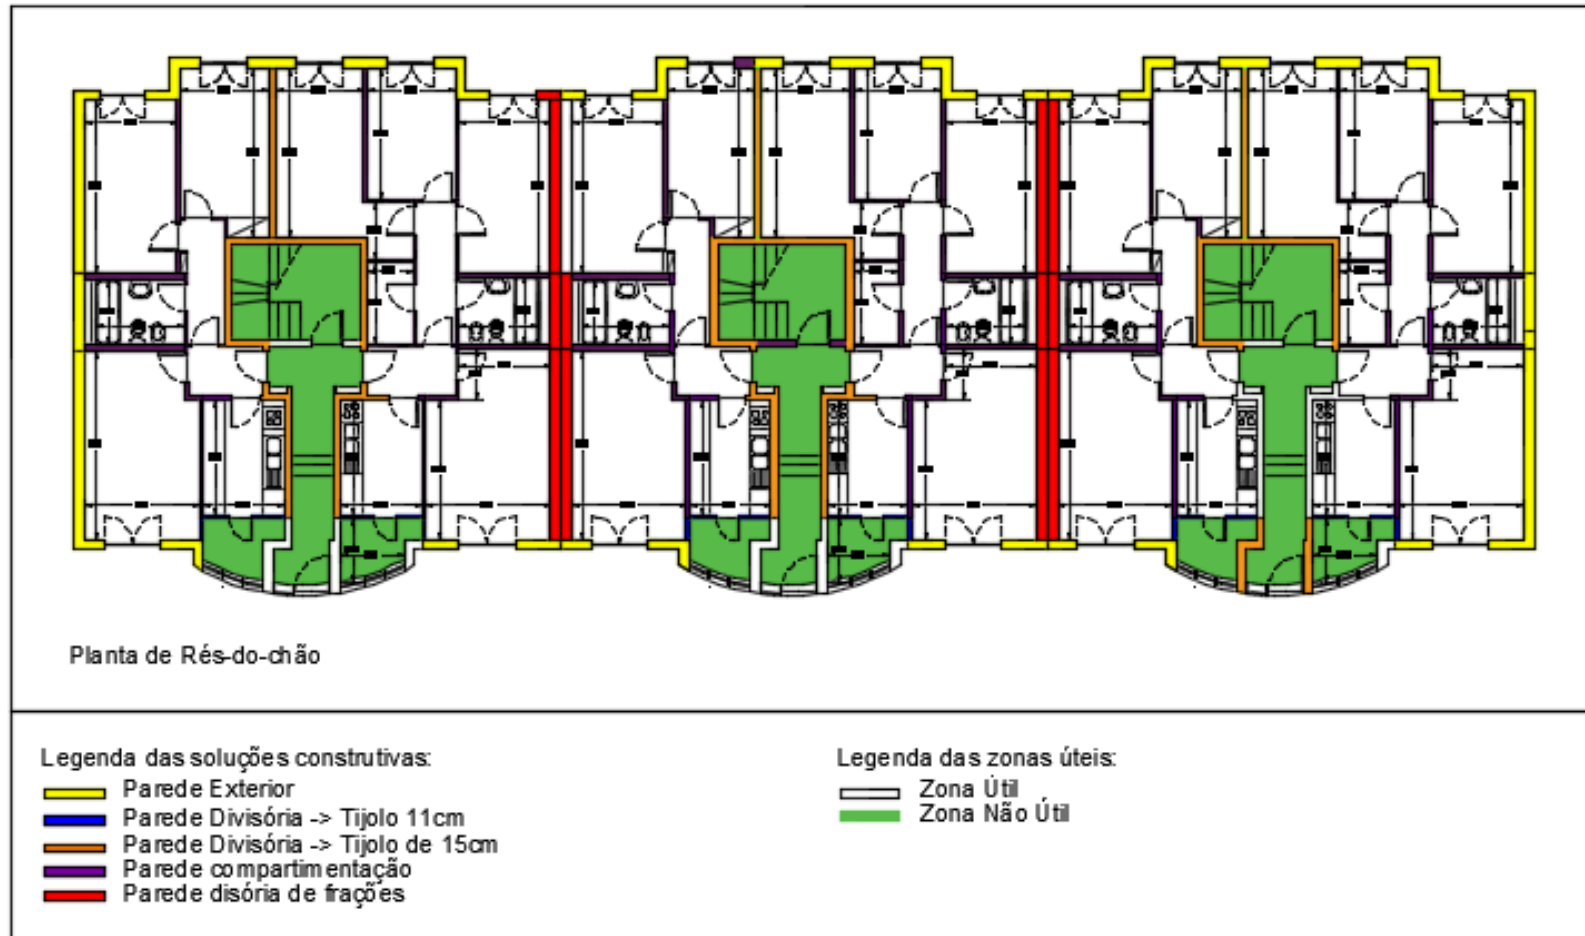 Planta de Rés-do-chão
Legenda das soluções construtivas:
Parede Exterior
Parede Divisória -> Tijolo 11cm
Parede Divisória -> Tijolo de 15cm
Parede compartimentação
Parede disória de frações
Legenda das zonas úteis:
Zona Útil
Zona Não Útil